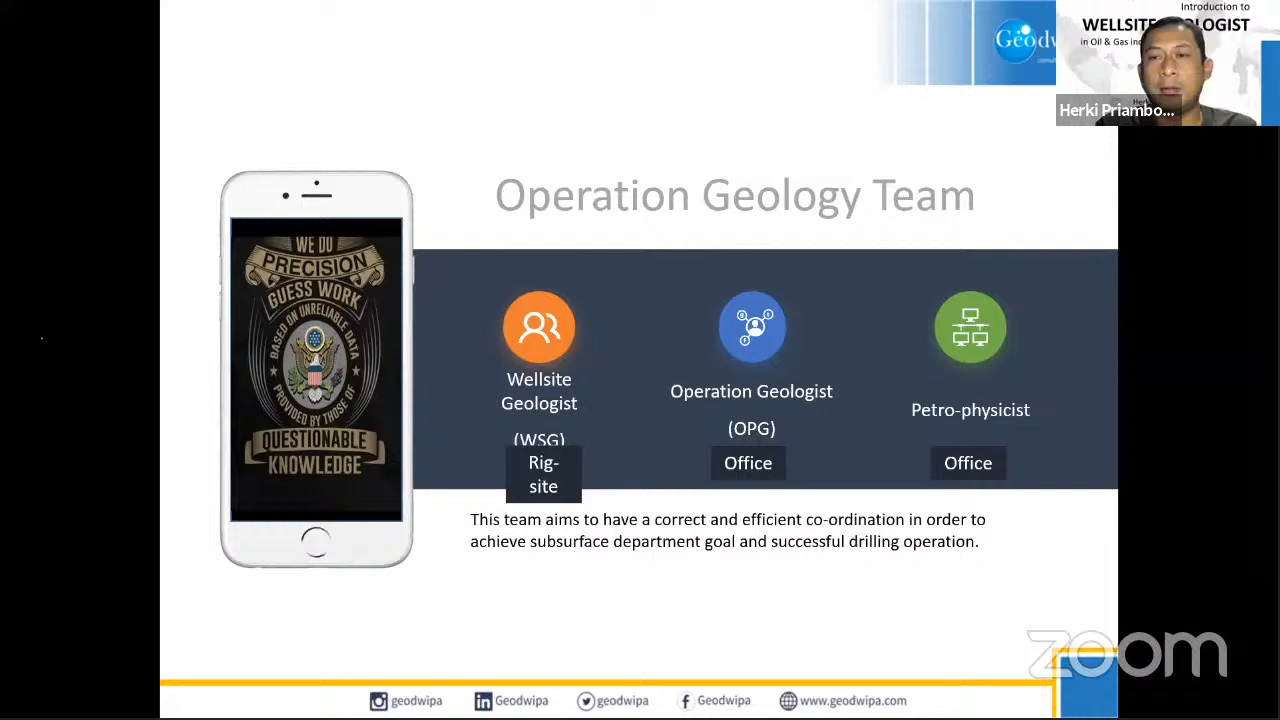 Introduction to
WELLSITE GEOLOGIST
in Oil & Gas in
Geodw
Herki Priambo...
Operation Geology Team
WE DO
PRECISION
GUESS WORK
BASED ON UNRELIABLE DATA
PROVIDED BY THOSE OF
QUESTIONABLE
KNOWLEDGE
Wellsite
Geologist
(WSG)
Rig-
site
Operation Geologist
(OPG)
Office
Petro-physicist
Office
This team aims to have a correct and efficient co-ordination in order to
achieve subsurface department goal and successful drilling operation.
zoom
geodwipa
Geodwipa
geodwipa
Geodwipa
www.geodwipa.com